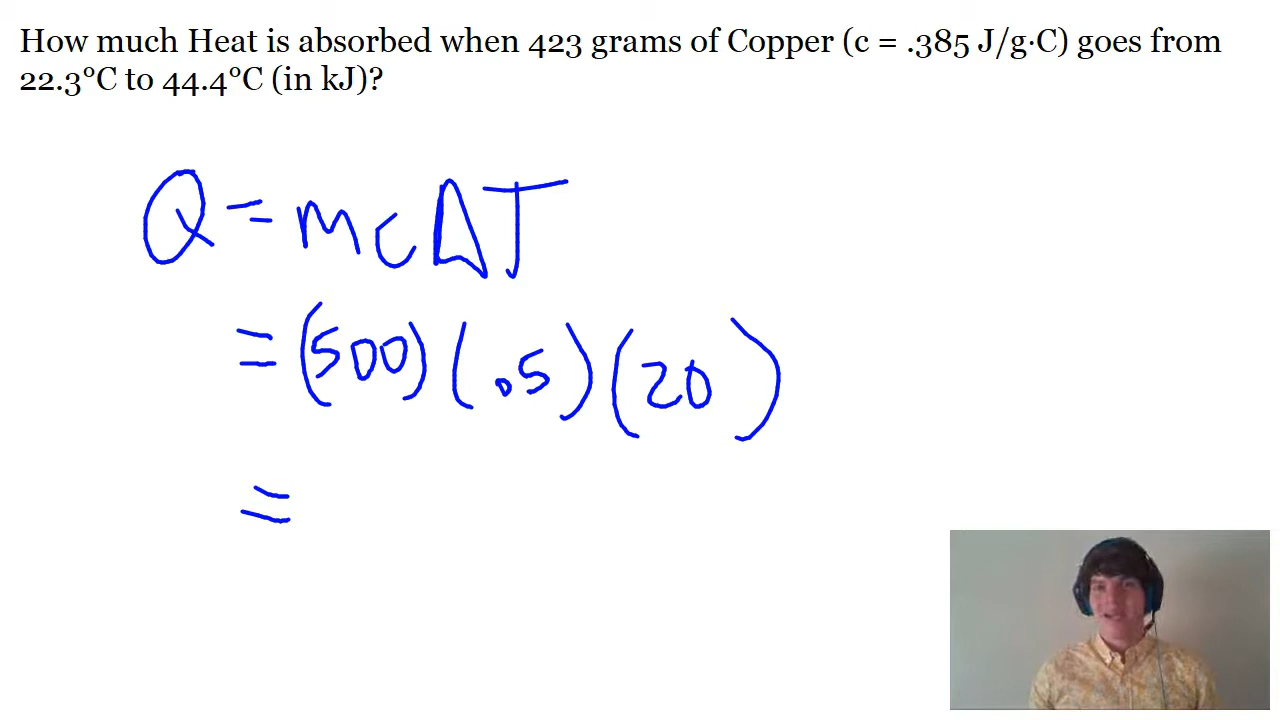 How much Heat is absorbed when 423 grams of Copper (c = .385 J/g·C) goes from
22.3°C to 44.4°C (in kJ)?
Q = mcΔT
= (500)(.5)(20)
=